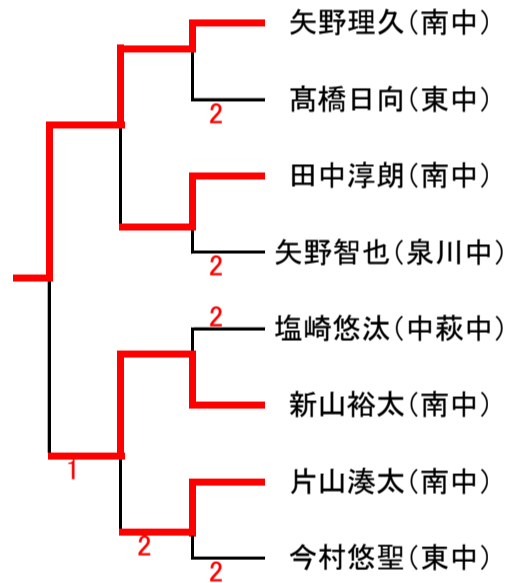 矢野理久(南中)
髙橋日向(東中)
2
田中淳朗(南中)
矢野智也(泉川中)
2
2
塩崎悠汰(中萩中)
新山裕太(南中)
1
片山湊太(南中)
2
今村悠聖(東中)
2